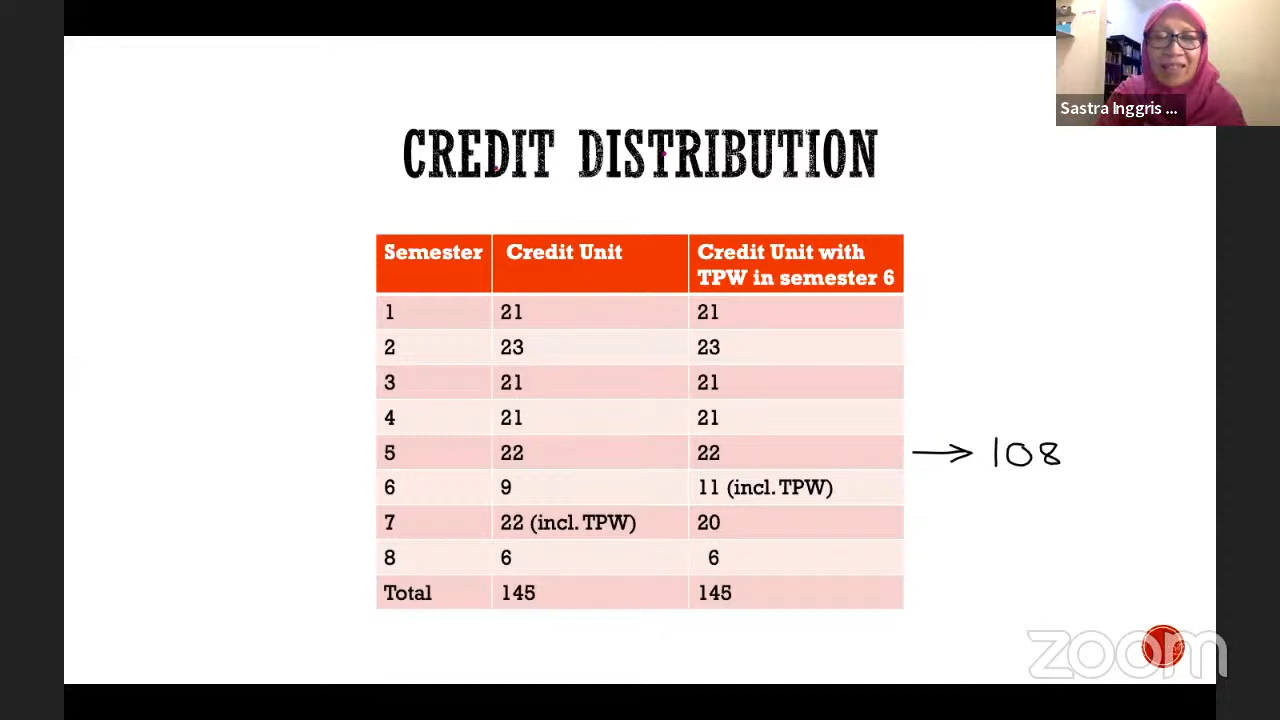 Sastra Inggris ...
CREDIT DISTRIBUTION
Semester Credit Unit Credit Unit with
TPW in semester 6
1 21 21
2 23 23
3 21 21
4 21 21
5 22 22 → 108
6 9 11 (incl. TPW)
7 22 (incl. TPW) 20
8 6 6
Total 145 145
zoom